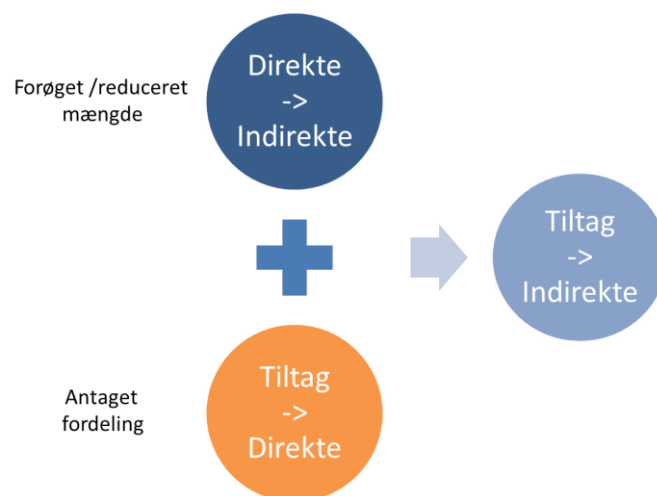 Forøget /reduceret
mængde
Direkte
->
Indirekte
Tiltag
->
Indirekte
Antaget
fordeling
Tiltag
->
Direkte